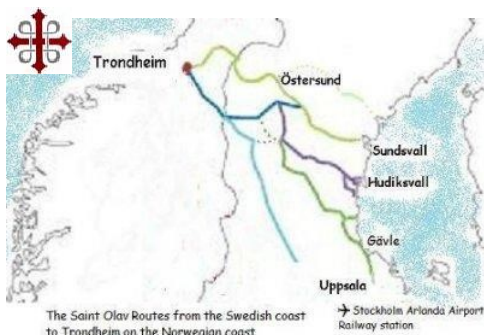 Trondheim
Östersund
Sundsvall
Hudiksvall
Gävle
Uppsala
The Saint Olav Routes from the Swedish coast
to Trondheim on the Norwegian coast
Stockholm Arlanda Airport
Railway station